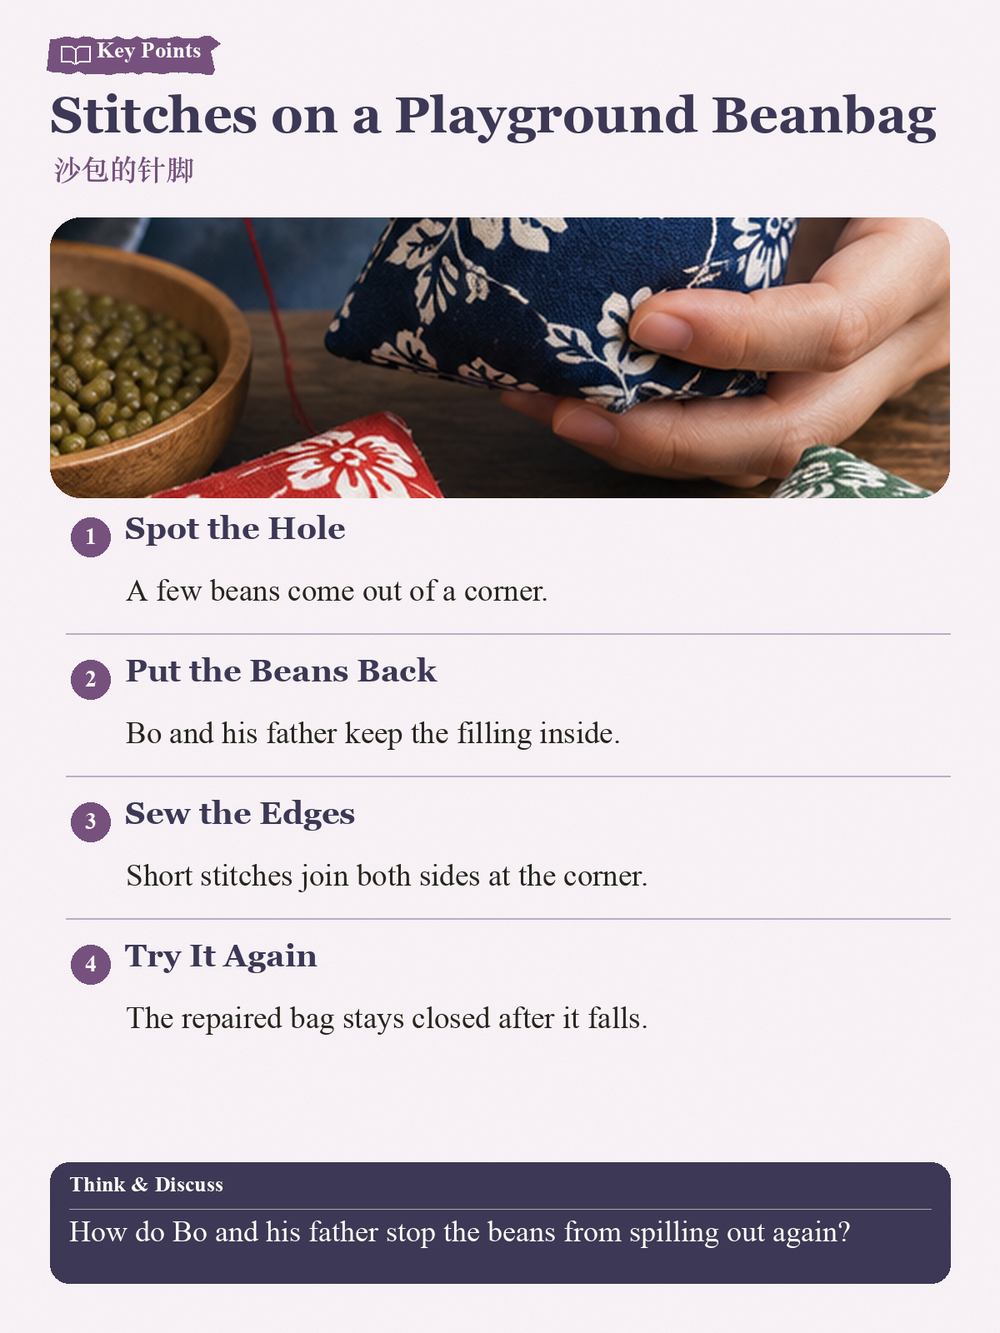 Key Points
Stitches on a Playground Beanbag
沙包的针脚
1 Spot the Hole
A few beans come out of a corner.
2 Put the Beans Back
Bo and his father keep the filling inside.
3 Sew the Edges
Short stitches join both sides at the corner.
4 Try It Again
The repaired bag stays closed after it falls.
Think & Discuss
How do Bo and his father stop the beans from spilling out again?